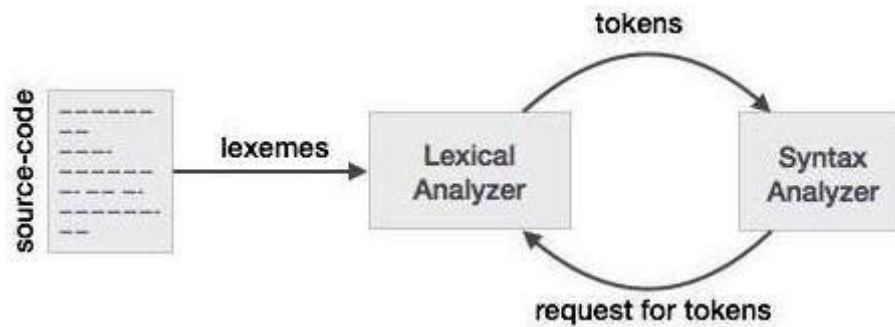 tokens
source-code
lexemes
Lexical
Analyzer
Syntax
Analyzer
request for tokens